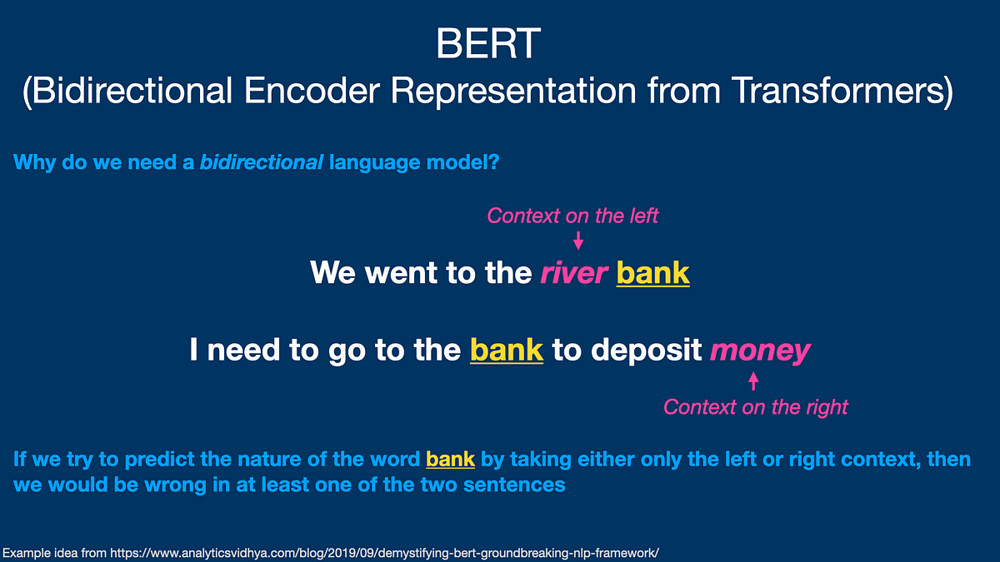 BERT
(Bidirectional Encoder Representation from Transformers)
Why do we need a bidirectional language model?
Context on the left
We went to the river bank
I need to go to the bank to deposit money
Context on the right
If we try to predict the nature of the word bank by taking either only the left or right context, then
we would be wrong in at least one of the two sentences
Example idea from https://www.analyticsvidhya.com/blog/2019/09/demystifying-bert-groundbreaking-nlp-framework/